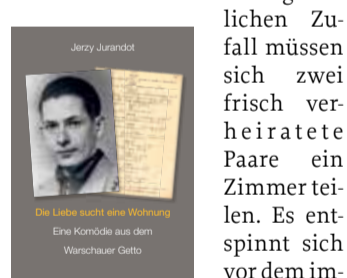 Jerzy Jurandot
Die Liebe sucht eine Wohnung
Eine Komödie aus dem
Warschauer Getto
lichen Zu-
fall müssen
sich zwei
frisch ver-
heiratete
Paare ein
Zimmer tei-
len. Es ent-
spinnt sich
vor dem im-